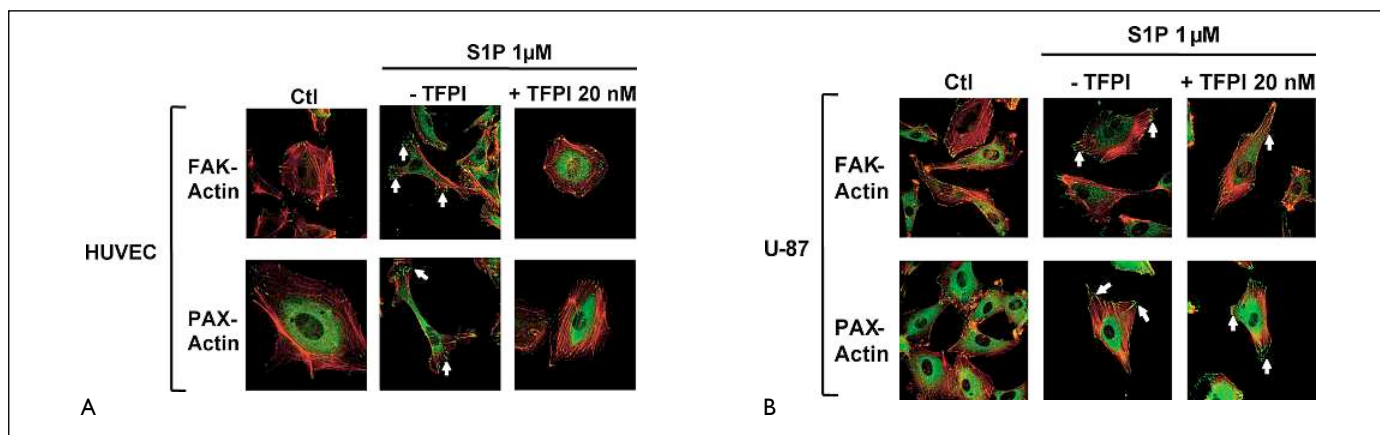 S1P 1µM
Ctl - TFPI + TFPI 20 nM
FAK-
Actin
HUVEC
PAX-
Actin
A
S1P 1µM
Ctl - TFPI + TFPI 20 nM
FAK-
Actin
U-87
PAX-
Actin
B